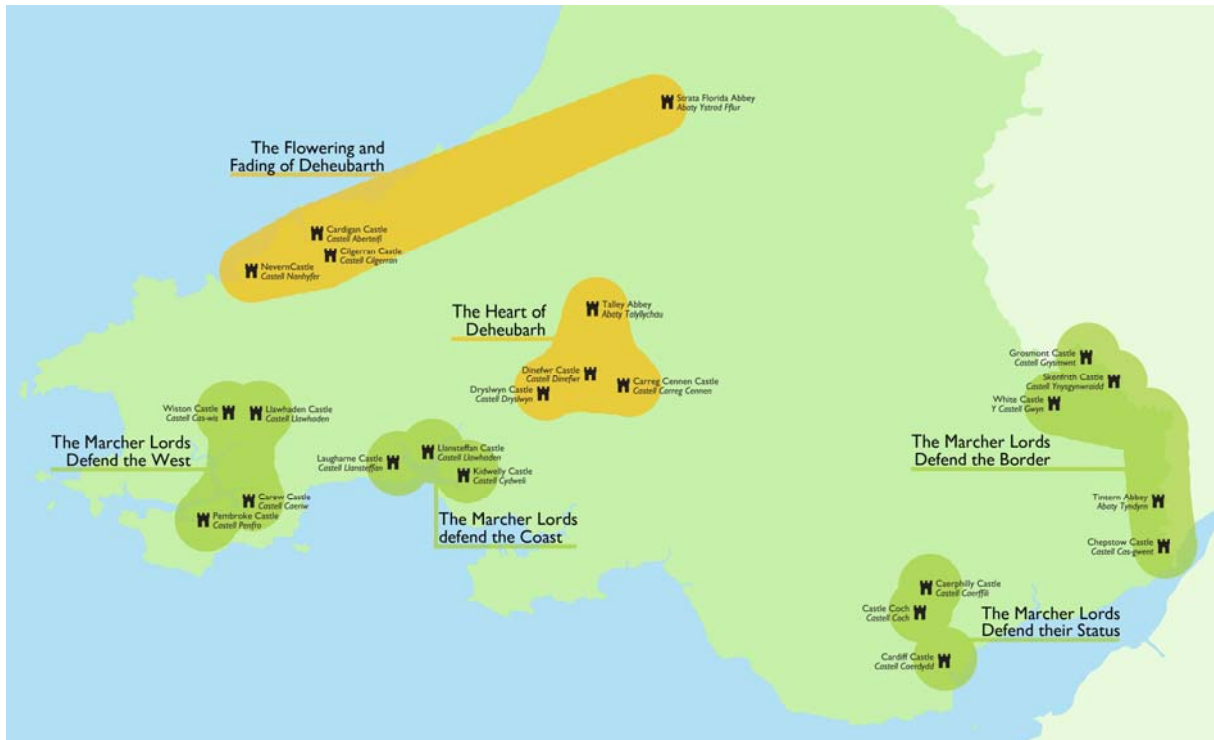 Strata Florida Abbey
Abaty Ystrad Fflur
The Flowering and
Fading of Deheubarth
Cardigan Castle
Castell Aberteifi
Cilgerran Castle
Castell Cilgerran
NevernCastle
Castell Nanhyfer
The Heart of
Deheubarh
Talley Abbey
Abaty Talyllychau
Dinefwr Castle
Castell Dinefwr
Dryslwyn Castle
Castell Dryslwyn
Carreg Cennen Castle
Castell Carreg Cennen
Grosmont Castle
Castell Grysmwnt
Skenfrith Castle
Castell Ynysgynwraidd
White Castle
Y Castell Gwyn
The Marcher Lords
Defend the Border
Tintern Abbey
Abaty Tyndyrn
Chepstow Castle
Castell Cas-gwent
Wiston Castle
Castell Cas-wis
Llawhaden Castle
Castell Llawhaden
The Marcher Lords
Defend the West
Carew Castle
Castell Caeriw
Pembroke Castle
Castell Penfro
Laugharne Castle
Castell Llansteffan
Llansteffan Castle
Castell Llawhaden
Kidwelly Castle
Castell Cydweli
The Marcher Lords
defend the Coast
Caerphilly Castle
Castell Caerffili
Castle Coch
Castell Coch
The Marcher Lords
Defend their Status
Cardiff Castle
Castell Caerdydd